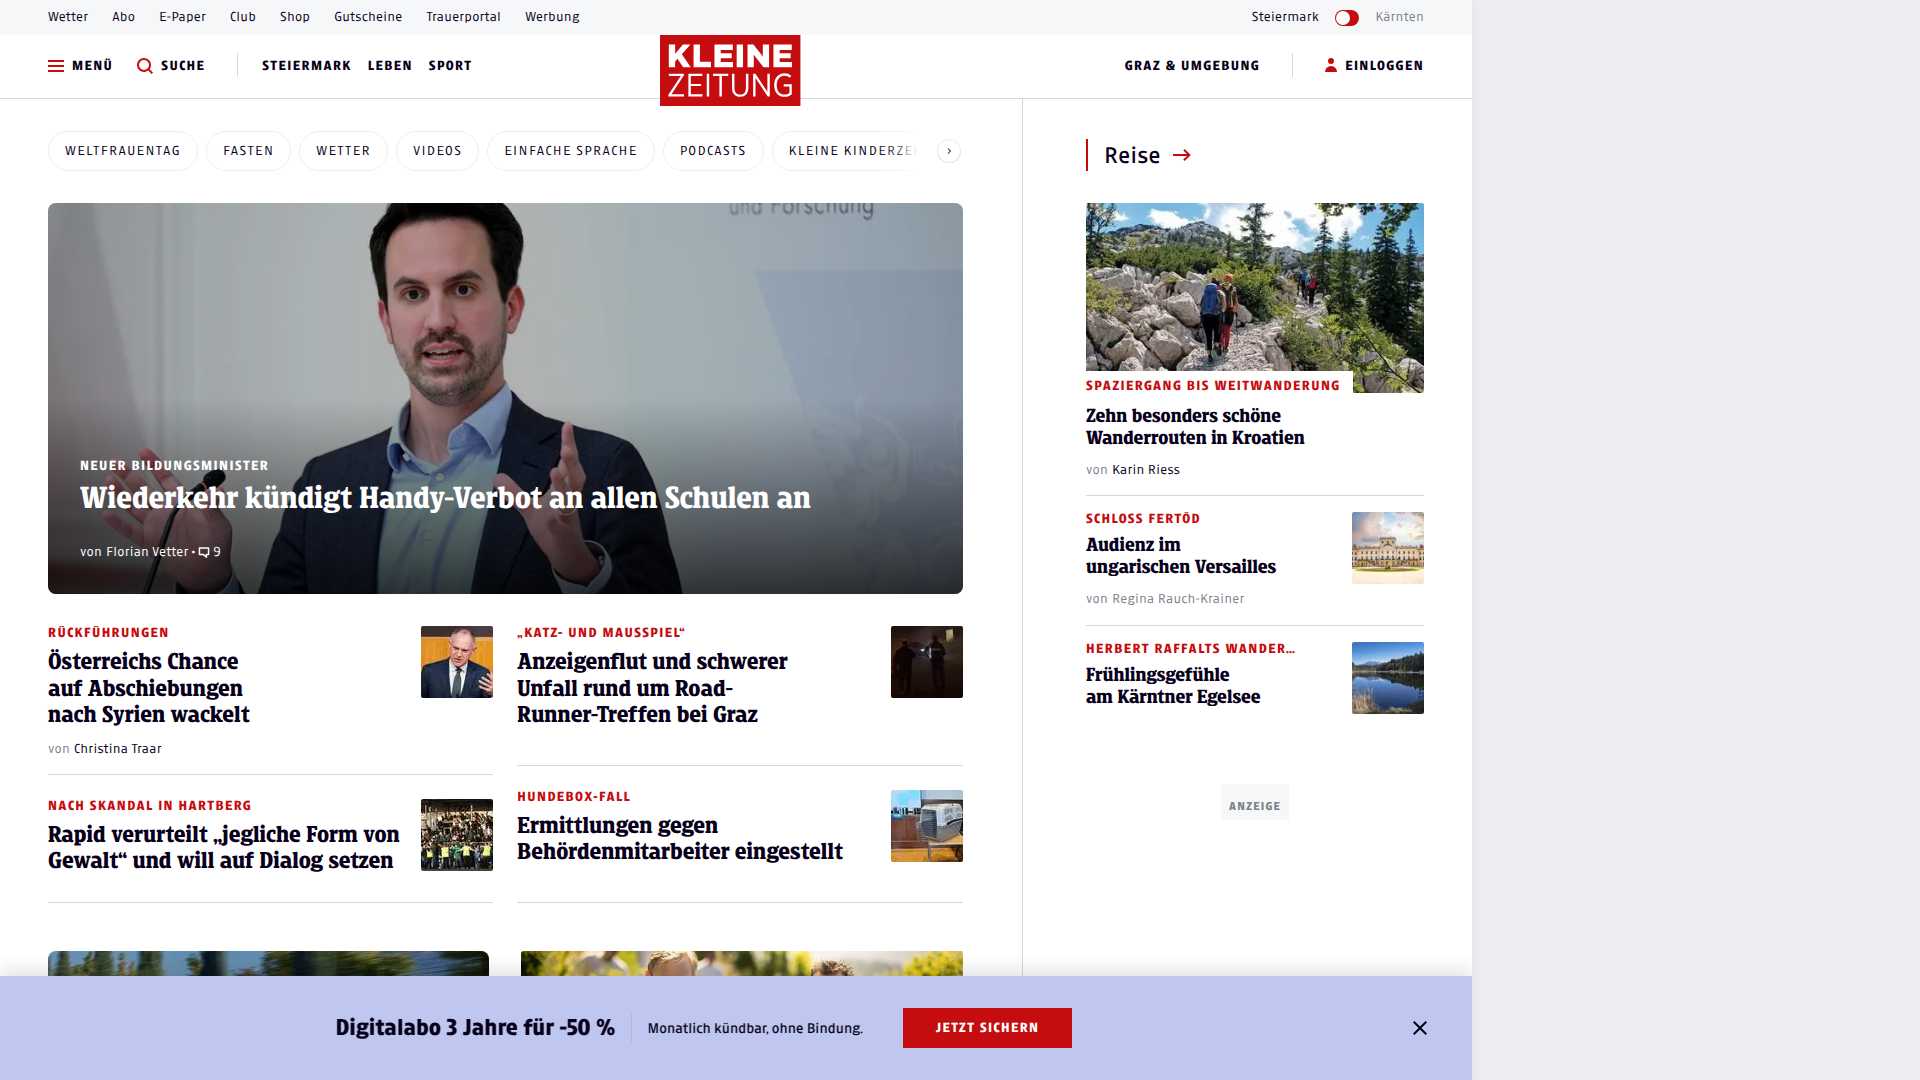 Wetter Abo E-Paper Club Shop Gutscheine Trauerportal Werbung Steiermark Kärnten
MENÜ SUCHE STEIERMARK LEBEN SPORT KLEINE ZEITUNG GRAZ & UMGEBUNG EINLOGGEN
WELTFRAUENTAG FASTEN WETTER VIDEOS EINFACHE SPRACHE PODCASTS KLEINE KINDERZEI
und Forschung
NEUER BILDUNGSMINISTER
Wiederkehr kündigt Handy-Verbot an allen Schulen an
von Florian Vetter • 9
RÜCKFÜHRUNGEN
Österreichs Chance
auf Abschiebungen
nach Syrien wackelt
von Christina Traar
NACH SKANDAL IN HARTBERG
Rapid verurteilt „jegliche Form von
Gewalt“ und will auf Dialog setzen
„KATZ- UND MAUSSPIEL“
Anzeigenflut und schwerer
Unfall rund um Road-
Runner-Treffen bei Graz
HUNDEBOX-FALL
Ermittlungen gegen
Behördenmitarbeiter eingestellt
Reise
SPAZIERGANG BIS WEITWANDERUNG
Zehn besonders schöne
Wanderrouten in Kroatien
von Karin Riess
SCHLOSS FERTÖD
Audienz im
ungarischen Versailles
von Regina Rauch-Krainer
HERBERT RAFFALTS WANDER...
Frühlingsgefühle
am Kärntner Egelsee
ANZEIGE
Digitalabo 3 Jahre für -50 % Monatlich kündbar, ohne Bindung. JETZT SICHERN